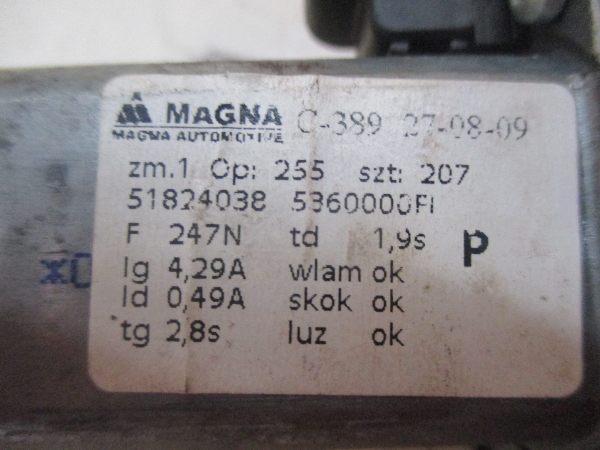 MAGNA C-389 27-08-09
MAGNA AUTOMOTIVE
zm.1 Op: 255 szt: 207
51824038 5360000FI
F 247N td 1,9s P
Ig 4,29A wlam ok
Id 0,49A skok ok
tg 2,8s luz ok